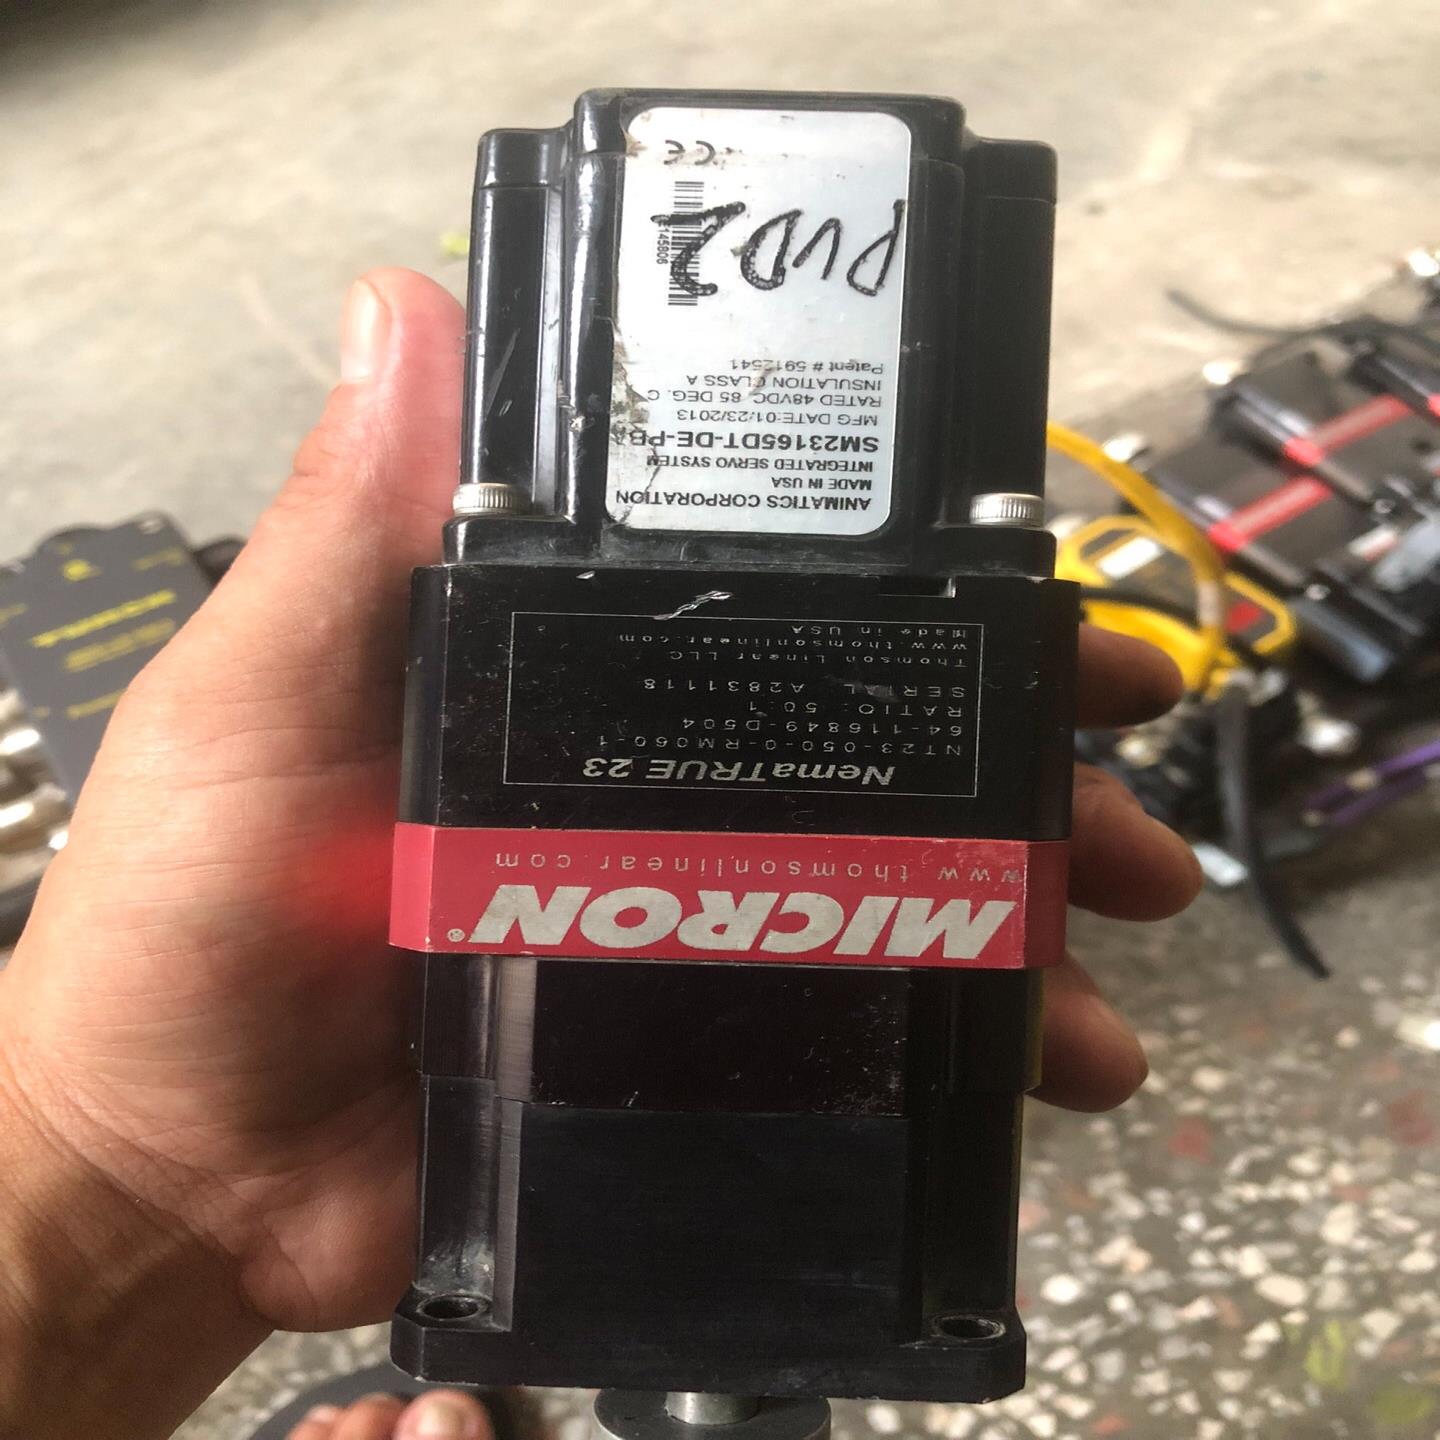 MICRON®
www.thomsonlinear.com
NemaTRUE 23
NT23-050-0-RM060-1
64-116849-D504
RATIO: 50:1
SERIAL A2831118
Thomson Linear LLC
www.thomsonlinear.com
Made in USA
ANIMATICS CORPORATION
MADE IN USA
INTEGRATED SERVO SYSTEM
SM23165DT-DE-PBA
MFG DATE:01/23/2013
RATED 48VDC, 85 DEG. C
INSULATION CLASS A
Patent # 5912541
PVD2
145806
CE